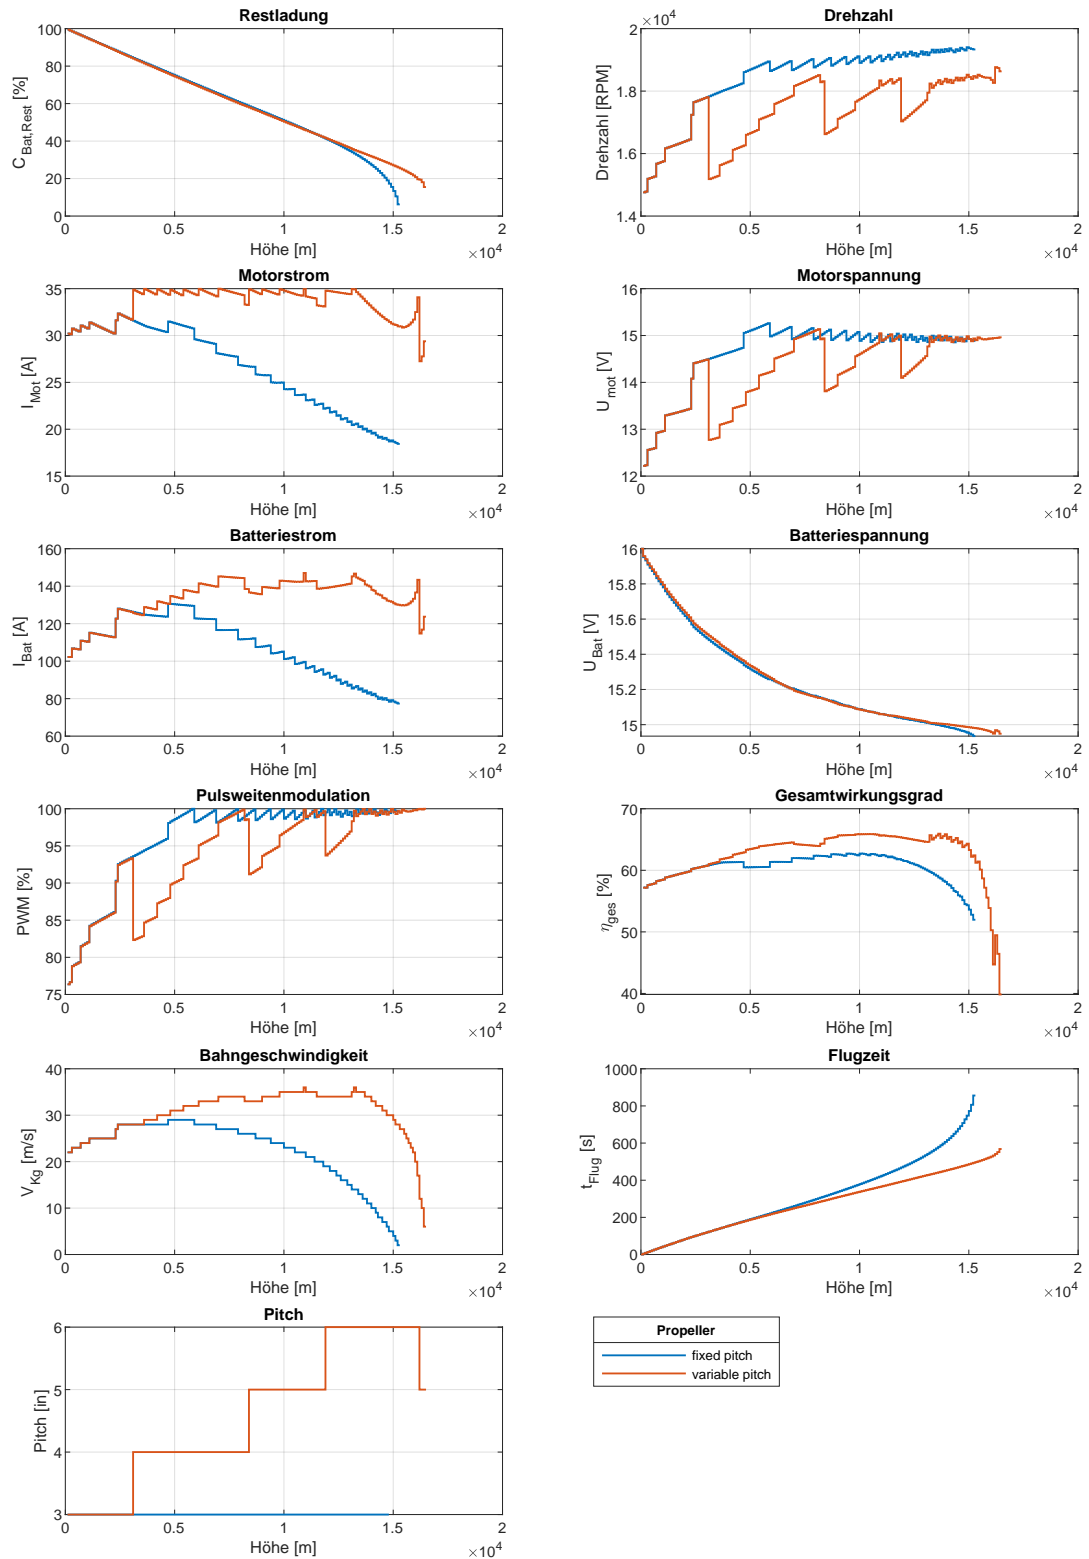 Restladung
C_Bat,Rest [%]
100
80
60
40
20
0
0 0.5 1 1.5 2
Höhe [m]
×10^4
Drehzahl
×10^4
Drehzahl [RPM]
2
1.8
1.6
1.4
0 0.5 1 1.5 2
Höhe [m]
×10^4
Motorstrom
I_Mot [A]
35
30
25
20
15
0 0.5 1 1.5 2
Höhe [m]
×10^4
Motorspannung
U_mot [V]
16
15
14
13
12
0 0.5 1 1.5 2
Höhe [m]
×10^4
Batteriestrom
I_Bat [A]
160
140
120
100
80
60
0 0.5 1 1.5 2
Höhe [m]
×10^4
Batteriespannung
U_Bat [V]
16
15.8
15.6
15.4
15.2
15
0 0.5 1 1.5 2
Höhe [m]
×10^4
Pulsweitenmodulation
PWM [%]
100
95
90
85
80
75
0 0.5 1 1.5 2
Höhe [m]
×10^4
Gesamtwirkungsgrad
η_ges [%]
70
60
50
40
0 0.5 1 1.5 2
Höhe [m]
×10^4
Bahngeschwindigkeit
V_Kg [m/s]
40
30
20
10
0
0 0.5 1 1.5 2
Höhe [m]
×10^4
Flugzeit
t_Flug [s]
1000
800
600
400
200
0
0 0.5 1 1.5 2
Höhe [m]
×10^4
Pitch
Pitch [in]
6
5
4
3
0 0.5 1 1.5 2
Höhe [m]
×10^4
Propeller
fixed pitch
variable pitch